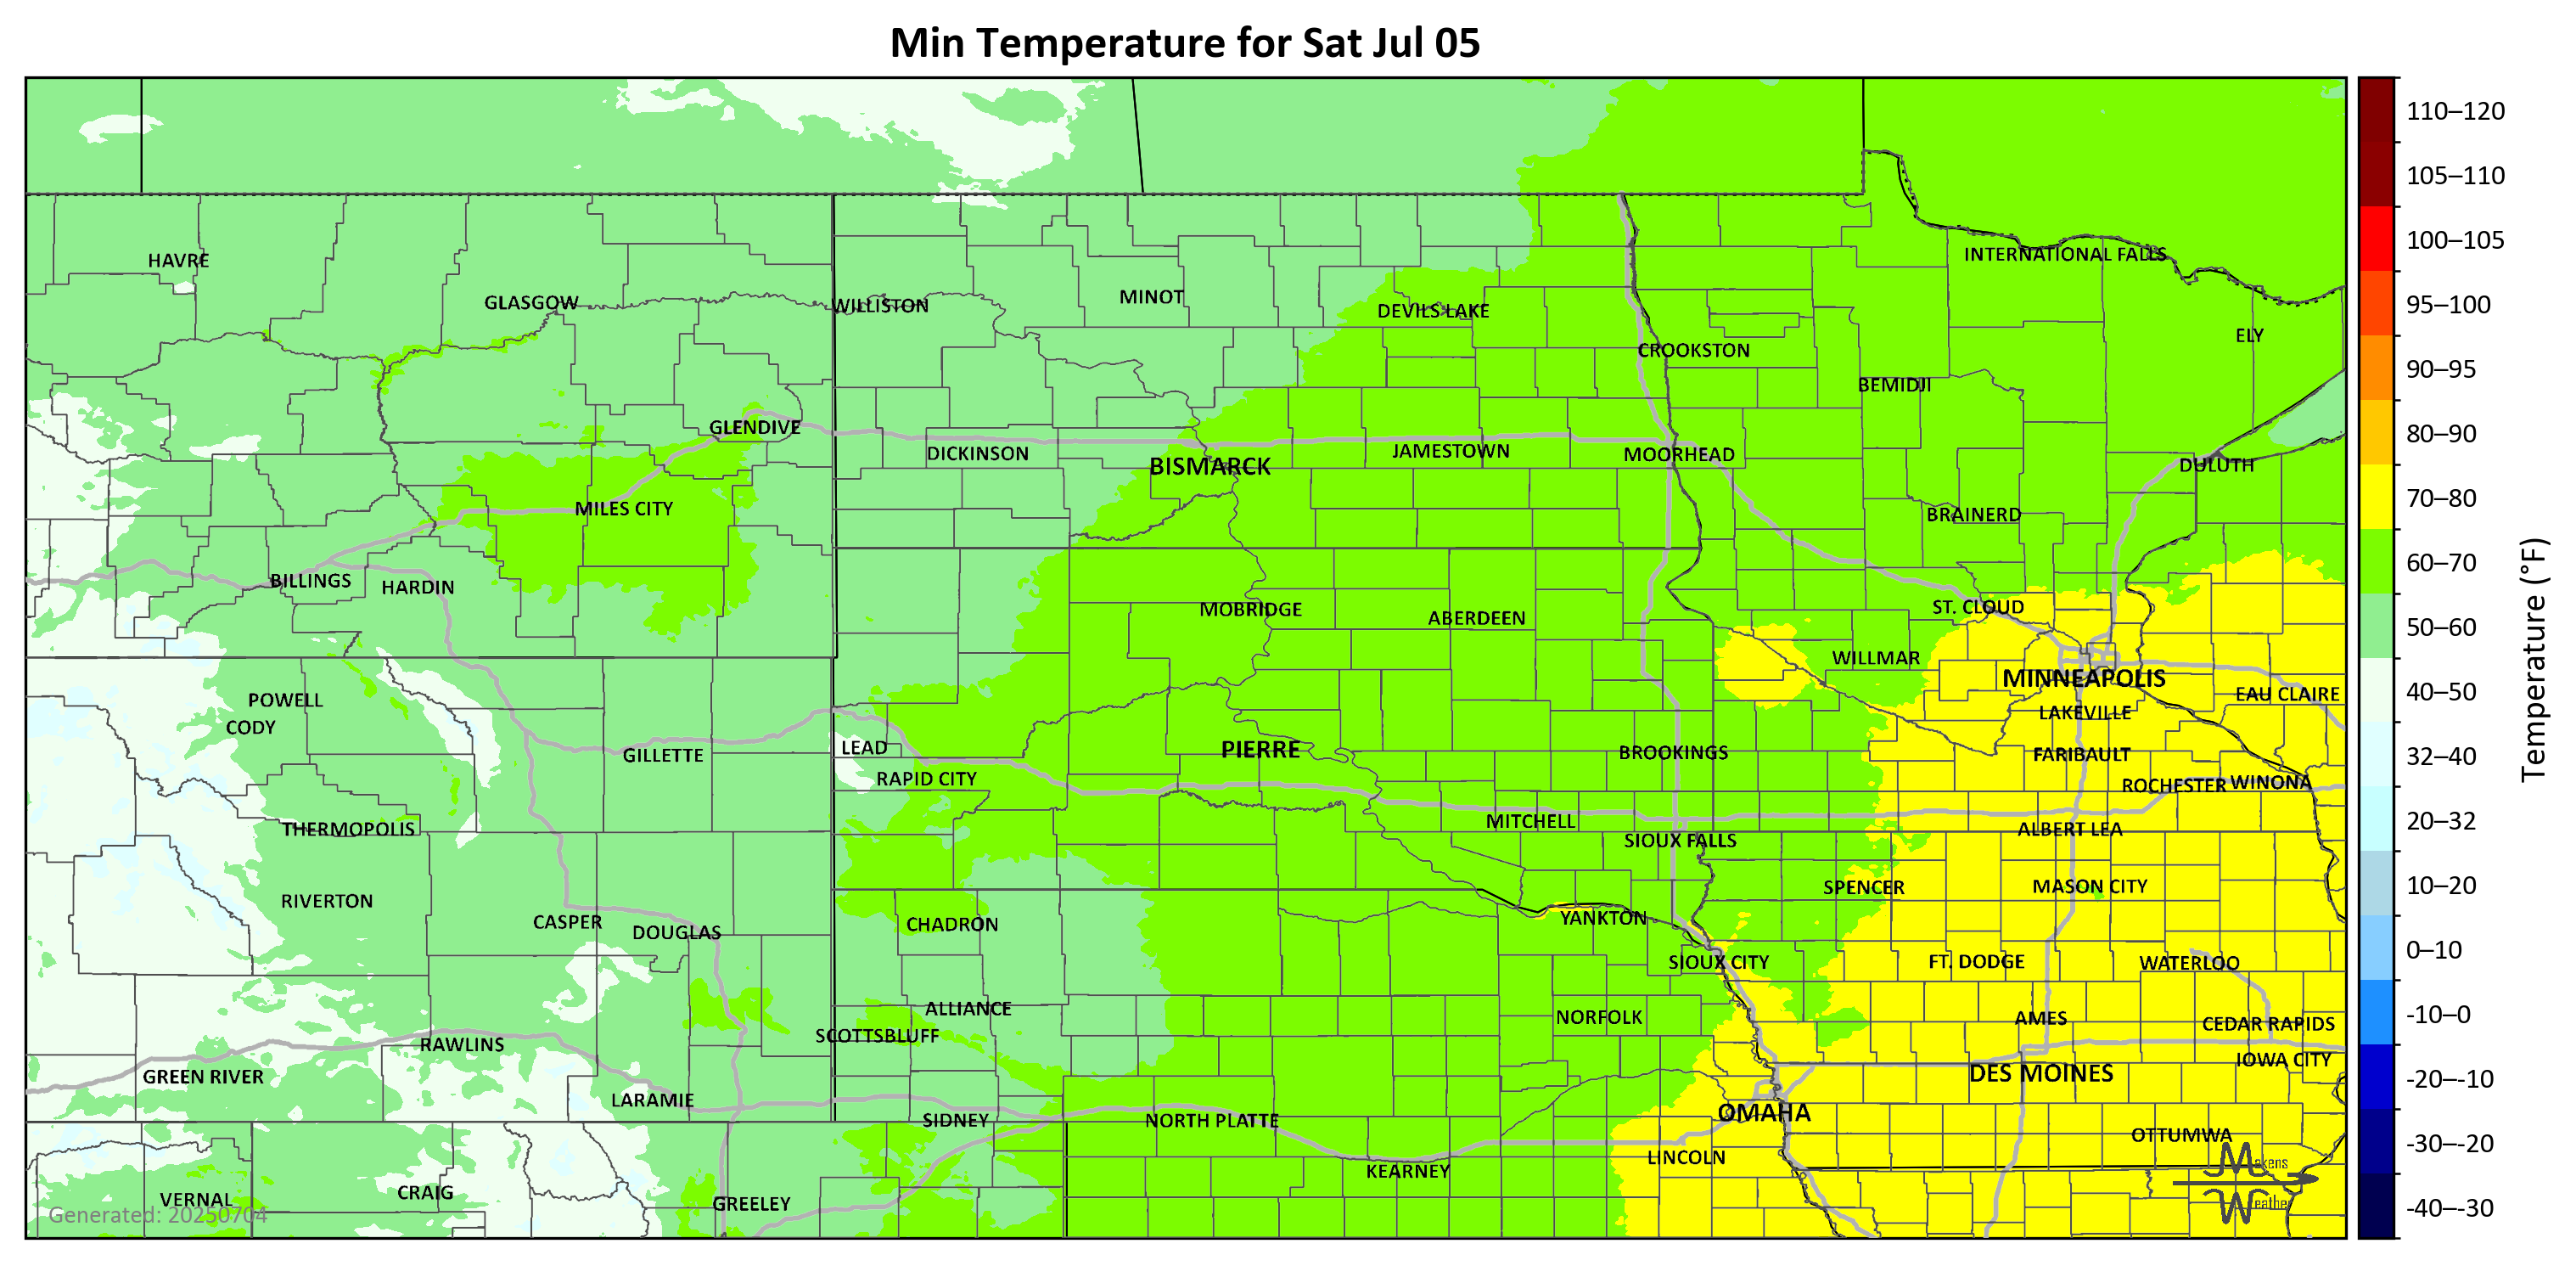 Min Temperature for Sat Jul 05
110–120
105–110
100–105
95–100
90–95
80–90
70–80
60–70
50–60
40–50
32–40
20–32
10–20
0–10
-10–0
-20–-10
-30–-20
-40–-30
Temperature (°F)
HAVRE
INTERNATIONAL FALLS
GLASGOW
WILLISTON
MINOT
DEVILS LAKE
ELY
CROOKSTON
BEMIDJI
GLENDIVE
DICKINSON
BISMARCK
JAMESTOWN
MOORHEAD
DULUTH
MILES CITY
BRAINERD
BILLINGS
HARDIN
MOBRIDGE
ABERDEEN
ST. CLOUD
WILLMAR
MINNEAPOLIS
EAU CLAIRE
POWELL
CODY
LAKEVILLE
GILLETTE
LEAD
PIERRE
BROOKINGS
FARIBAULT
RAPID CITY
ROCHESTER
WINONA
THERMOPOLIS
MITCHELL
SIOUX FALLS
ALBERT LEA
RIVERTON
SPENCER
MASON CITY
CASPER
DOUGLAS
CHADRON
YANKTON
SIOUX CITY
FT. DODGE
WATERLOO
ALLIANCE
SCOTTSBLUFF
NORFOLK
AMES
CEDAR RAPIDS
RAWLINS
IOWA CITY
GREEN RIVER
DES MOINES
LARAMIE
SIDNEY
NORTH PLATTE
OMAHA
OTTUMWA
LINCOLN
KEARNEY
Makens
Weather
VERNAL
CRAIG
GREELEY
Generated: 20250704